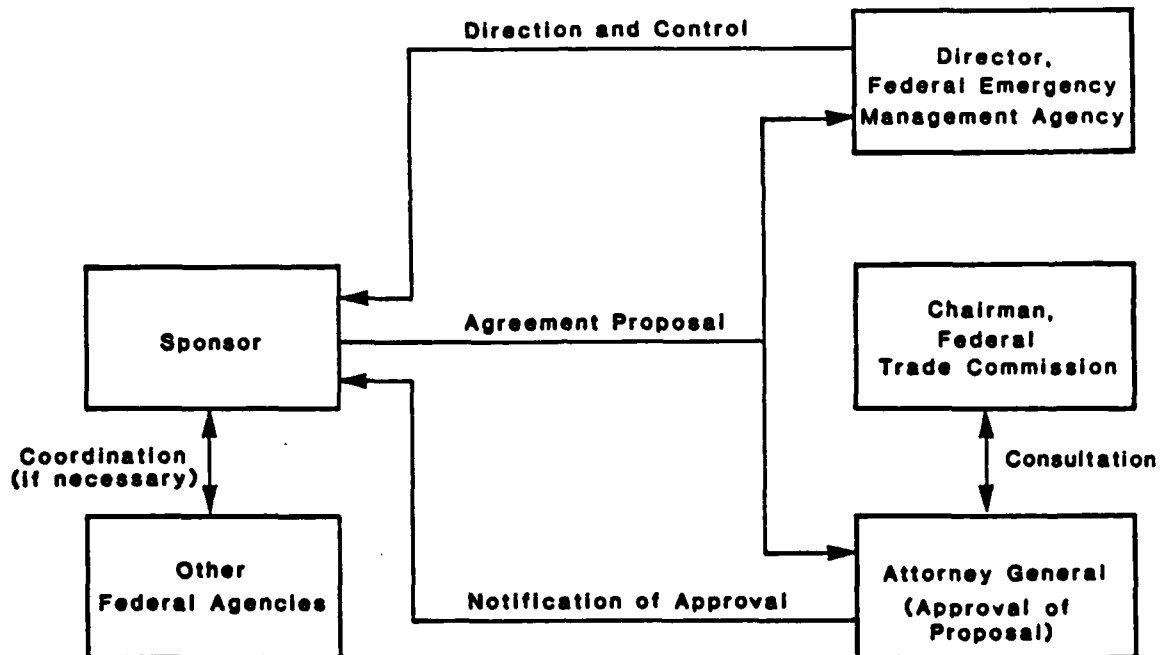 Direction and Control
Director,
Federal Emergency
Management Agency
Sponsor
Agreement Proposal
Chairman,
Federal
Trade Commission
Coordination
(if necessary)
Consultation
Other
Federal Agencies
Notification of Approval
Attorney General
(Approval of
Proposal)